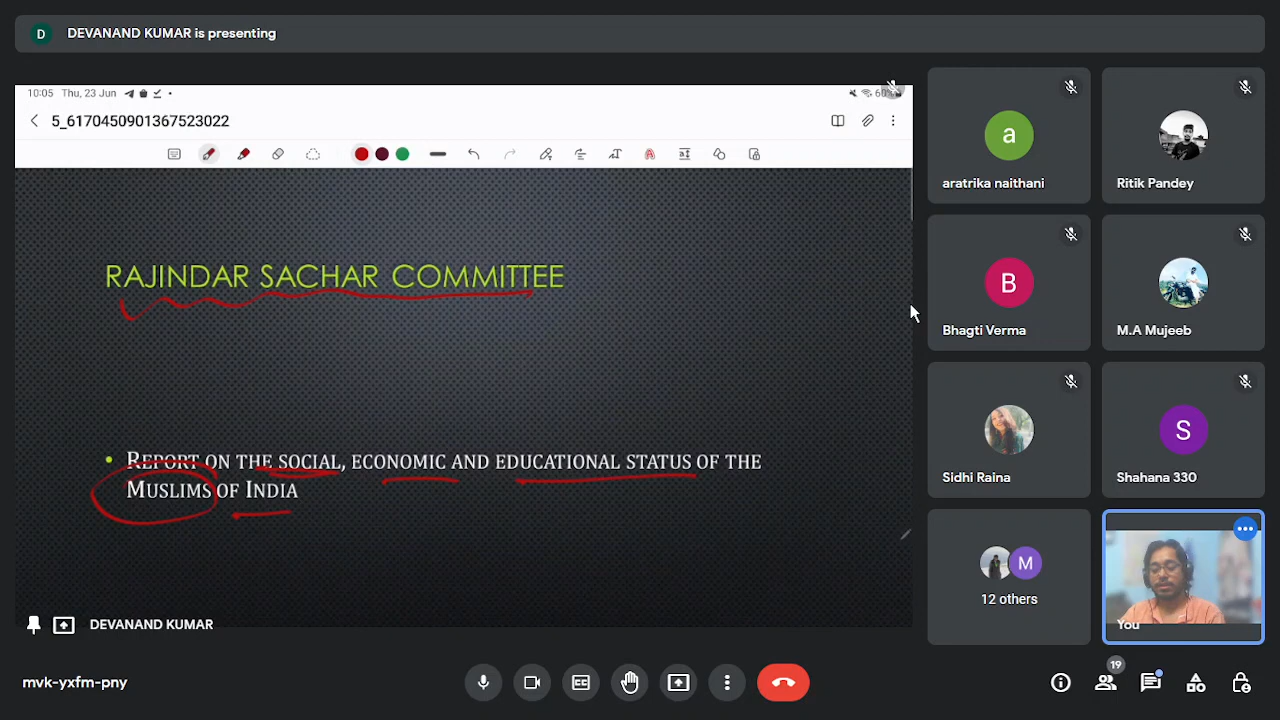 D DEVANAND KUMAR is presenting
10:05 Thu, 23 Jun
5_6170450901367523022
RAJINDAR SACHAR COMMITTEE
• REPORT ON THE SOCIAL, ECONOMIC AND EDUCATIONAL STATUS OF THE
MUSLIMS OF INDIA
DEVANAND KUMAR
a
aratrika naithani
Ritik Pandey
B
Bhagti Verma
M.A Mujeeb
Sidhi Raina
S
Shahana 330
M
12 others
You
mvk-yxfm-pny
CC
19